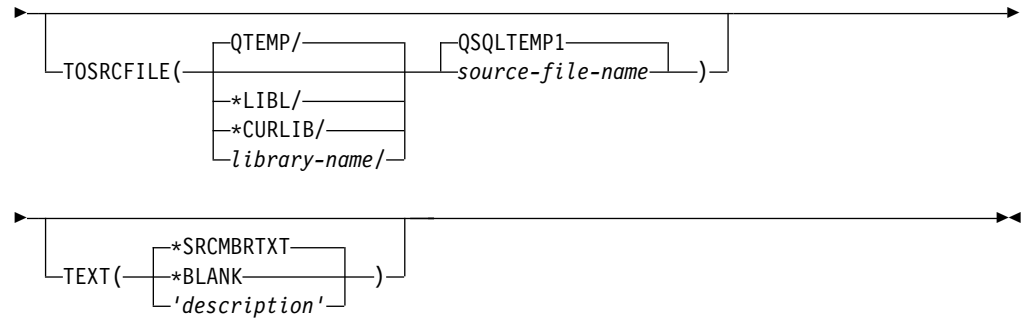 QTEMP/ QSQLTEMP1
TOSRCFILE( source-file-name )
*LIBL/
*CURLIB/
library-name/
*SRCMBRTXT
TEXT( *BLANK )
'description'